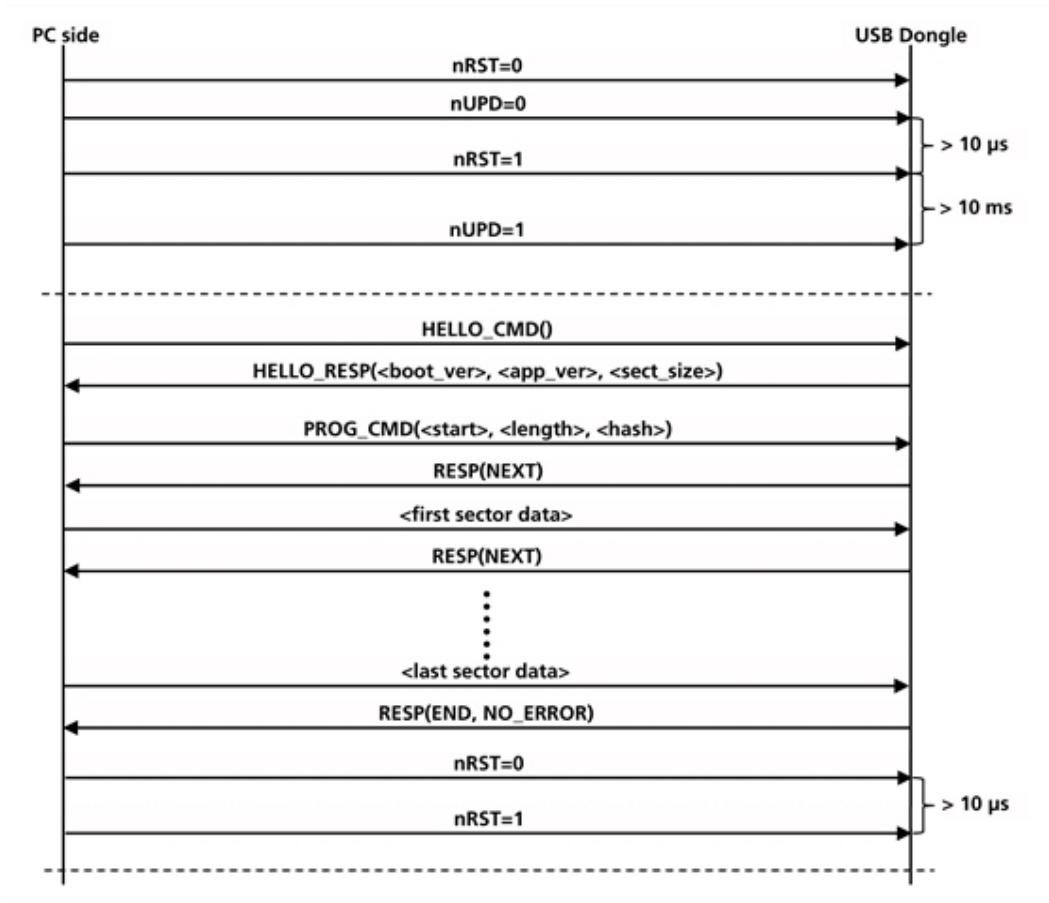 PC side
USB Dongle
nRST=0
nUPD=0
> 10 μs
nRST=1
> 10 ms
nUPD=1
HELLO_CMD()
HELLO_RESP(<boot_ver>, <app_ver>, <sect_size>)
PROG_CMD(<start>, <length>, <hash>)
RESP(NEXT)
<first sector data>
RESP(NEXT)
<last sector data>
RESP(END, NO_ERROR)
nRST=0
> 10 μs
nRST=1